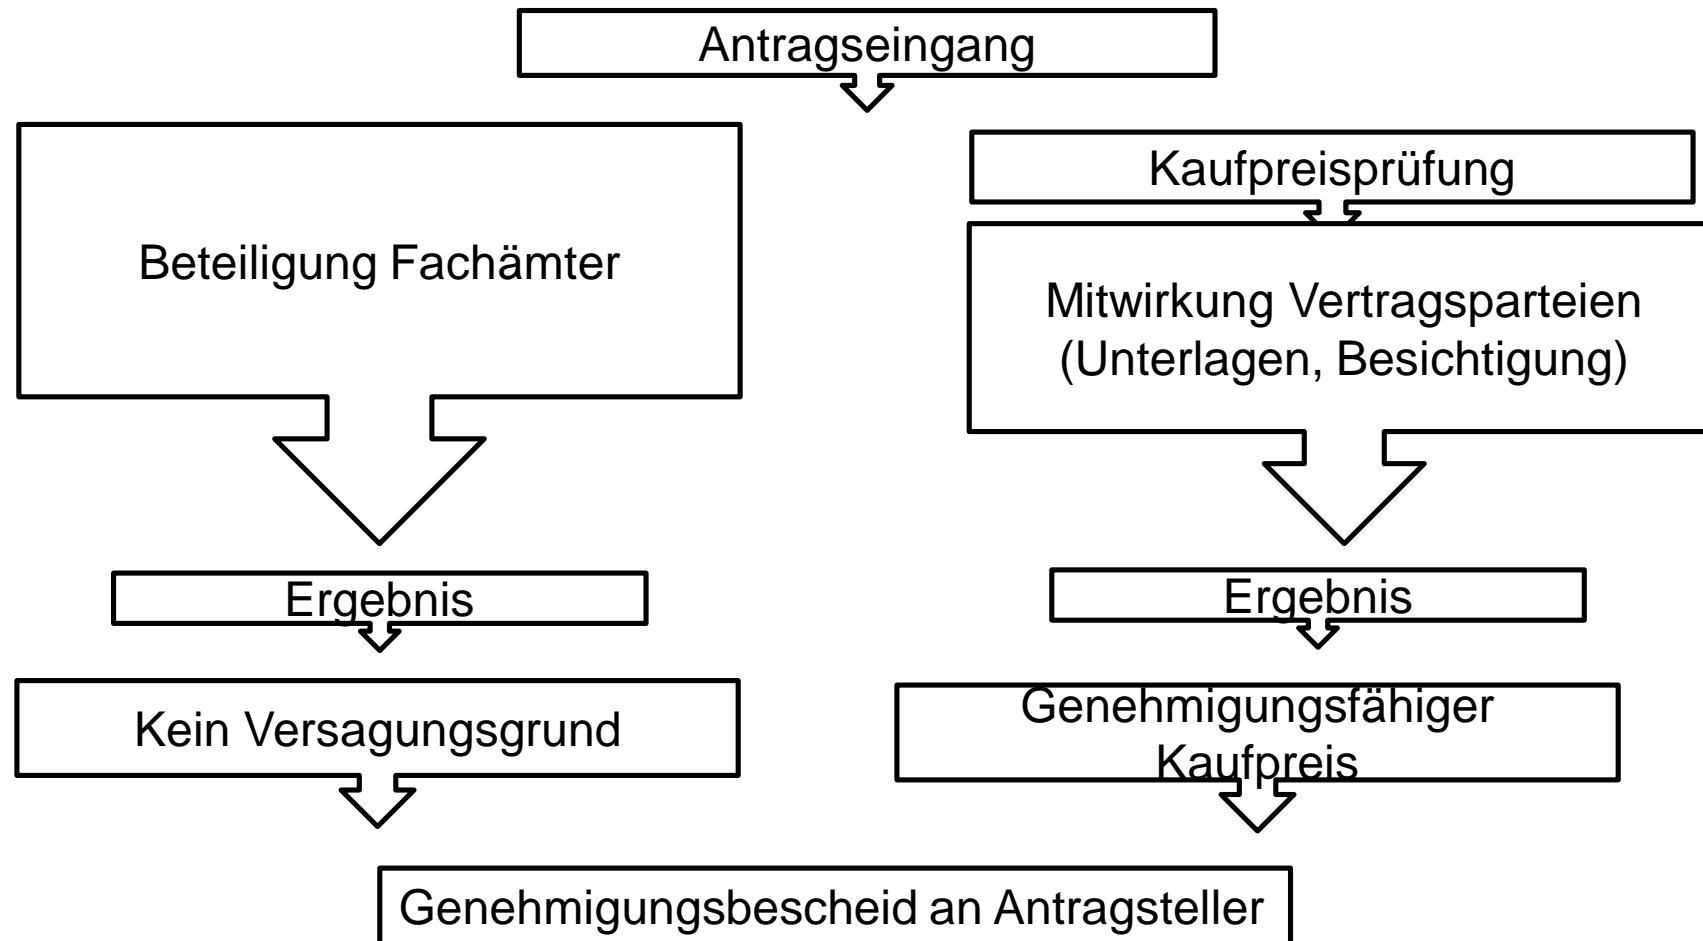 Antragseingang
Beteiligung Fachämter
Kaufpreisprüfung
Mitwirkung Vertragsparteien
(Unterlagen, Besichtigung)
Ergebnis
Ergebnis
Kein Versagungsgrund
Genehmigungsfähiger
Kaufpreis
Genehmigungsbescheid an Antragsteller